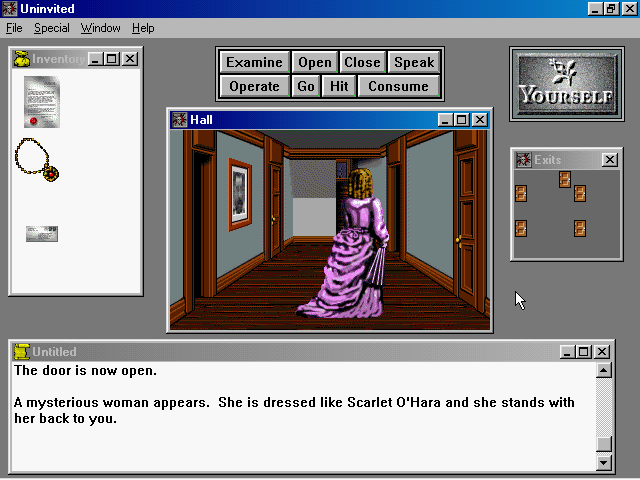 Uninvited
File Special Window Help
Inventory
Examine Open Close Speak
Operate Go Hit Consume
YOURSELF
Hall
Exits
Untitled
The door is now open.
A mysterious woman appears. She is dressed like Scarlet O'Hara and she stands with
her back to you.